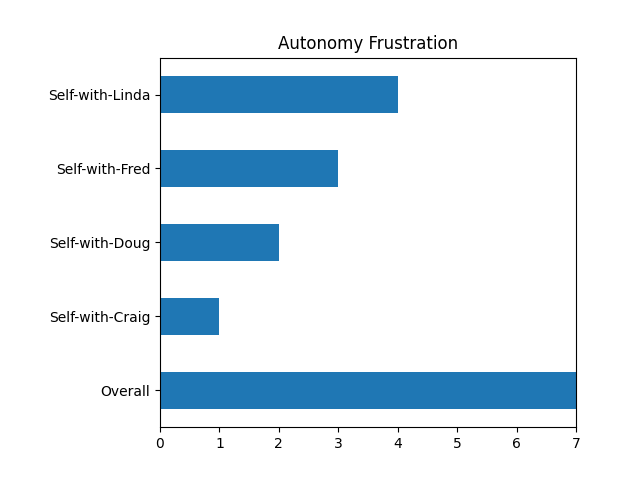 Autonomy Frustration
Self-with-Linda
Self-with-Fred
Self-with-Doug
Self-with-Craig
Overall
0 1 2 3 4 5 6 7